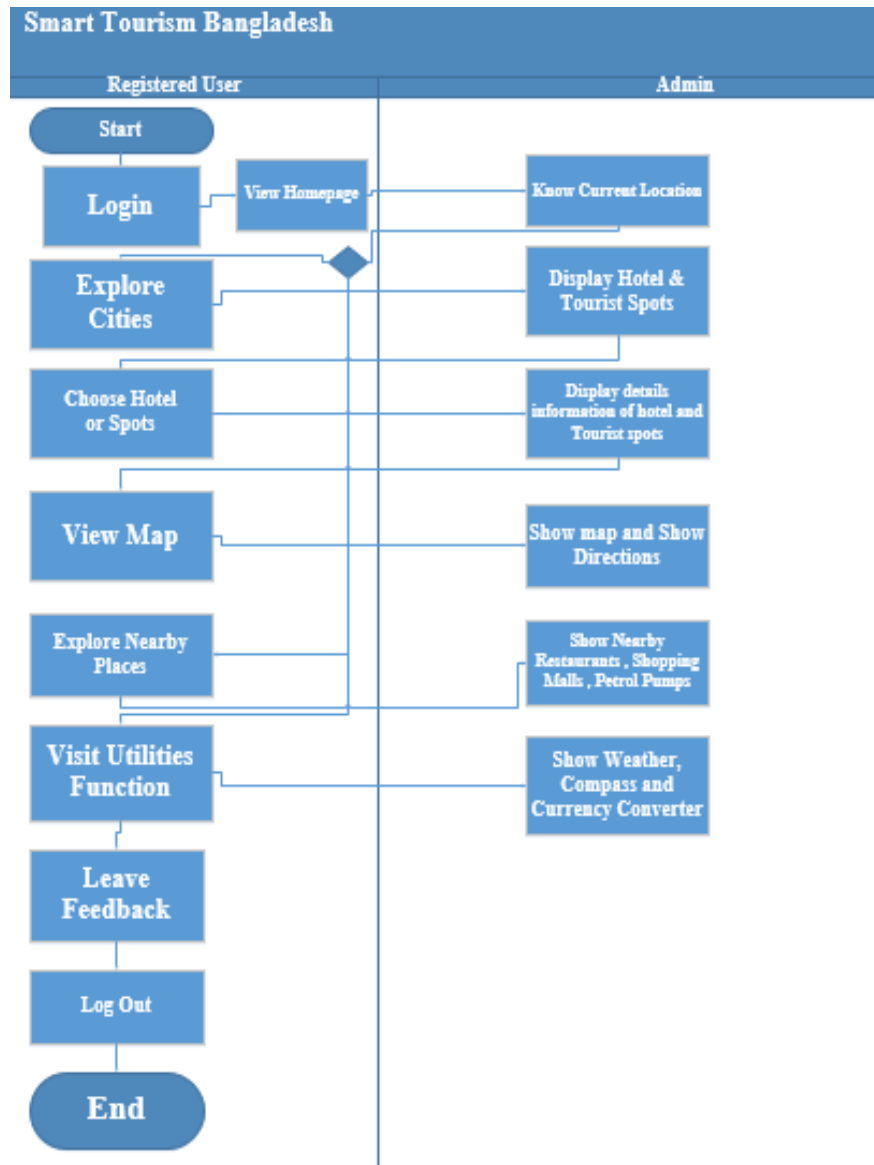 Smart Tourism Bangladesh
Registered User
Admin
Start
Login
View Homepage
Know Current Location
Explore
Cities
Display Hotel &
Tourist Spots
Choose Hotel
or Spots
Display details
information of hotel and
Tourist spots
View Map
Show map and Show
Directions
Explore Nearby
Places
Show Nearby
Restaurants , Shopping
Malls , Petrol Pumps
Visit Utilities
Function
Show Weather,
Compass and
Currency Converter
Leave
Feedback
Log Out
End